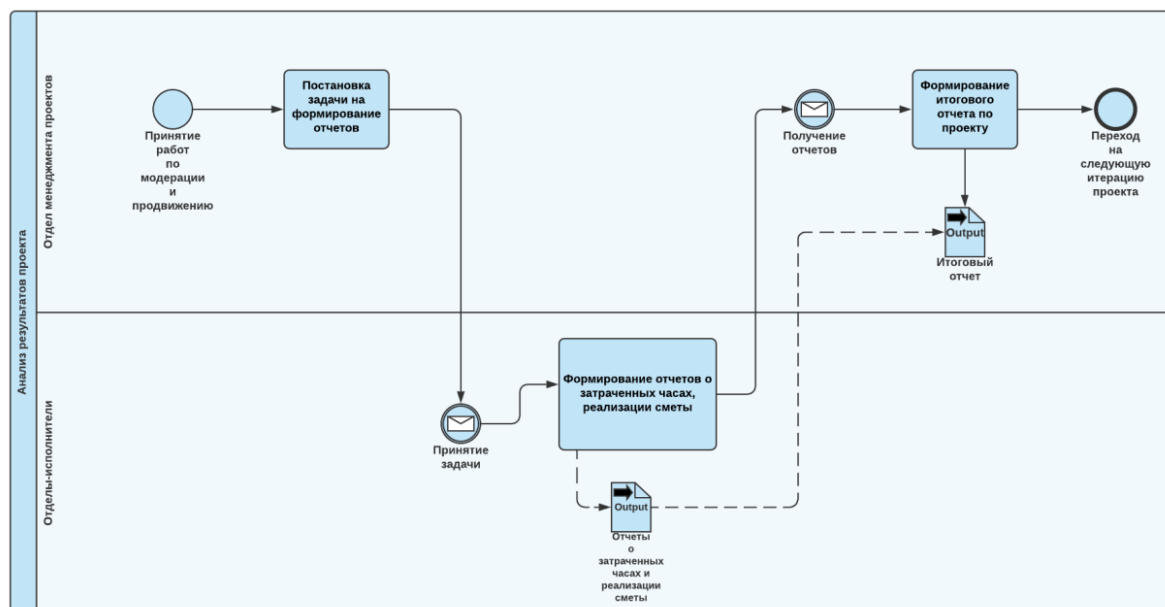 Анализ результатов проекта
Отдел менеджмента проектов
Принятие
работ
по
модерации
и
продвижению
Постановка
задачи на
формирование
отчетов
Получение
отчетов
Формирование
итогового
отчета по
проекту
Переход
на
следующую
итерацию
проекта
Output
Итоговый
отчет
Отделы-исполнители
Принятие
задачи
Формирование отчетов о
затраченных часах,
реализации сметы
Output
Отчеты
о
затраченных
часах и
реализации
сметы